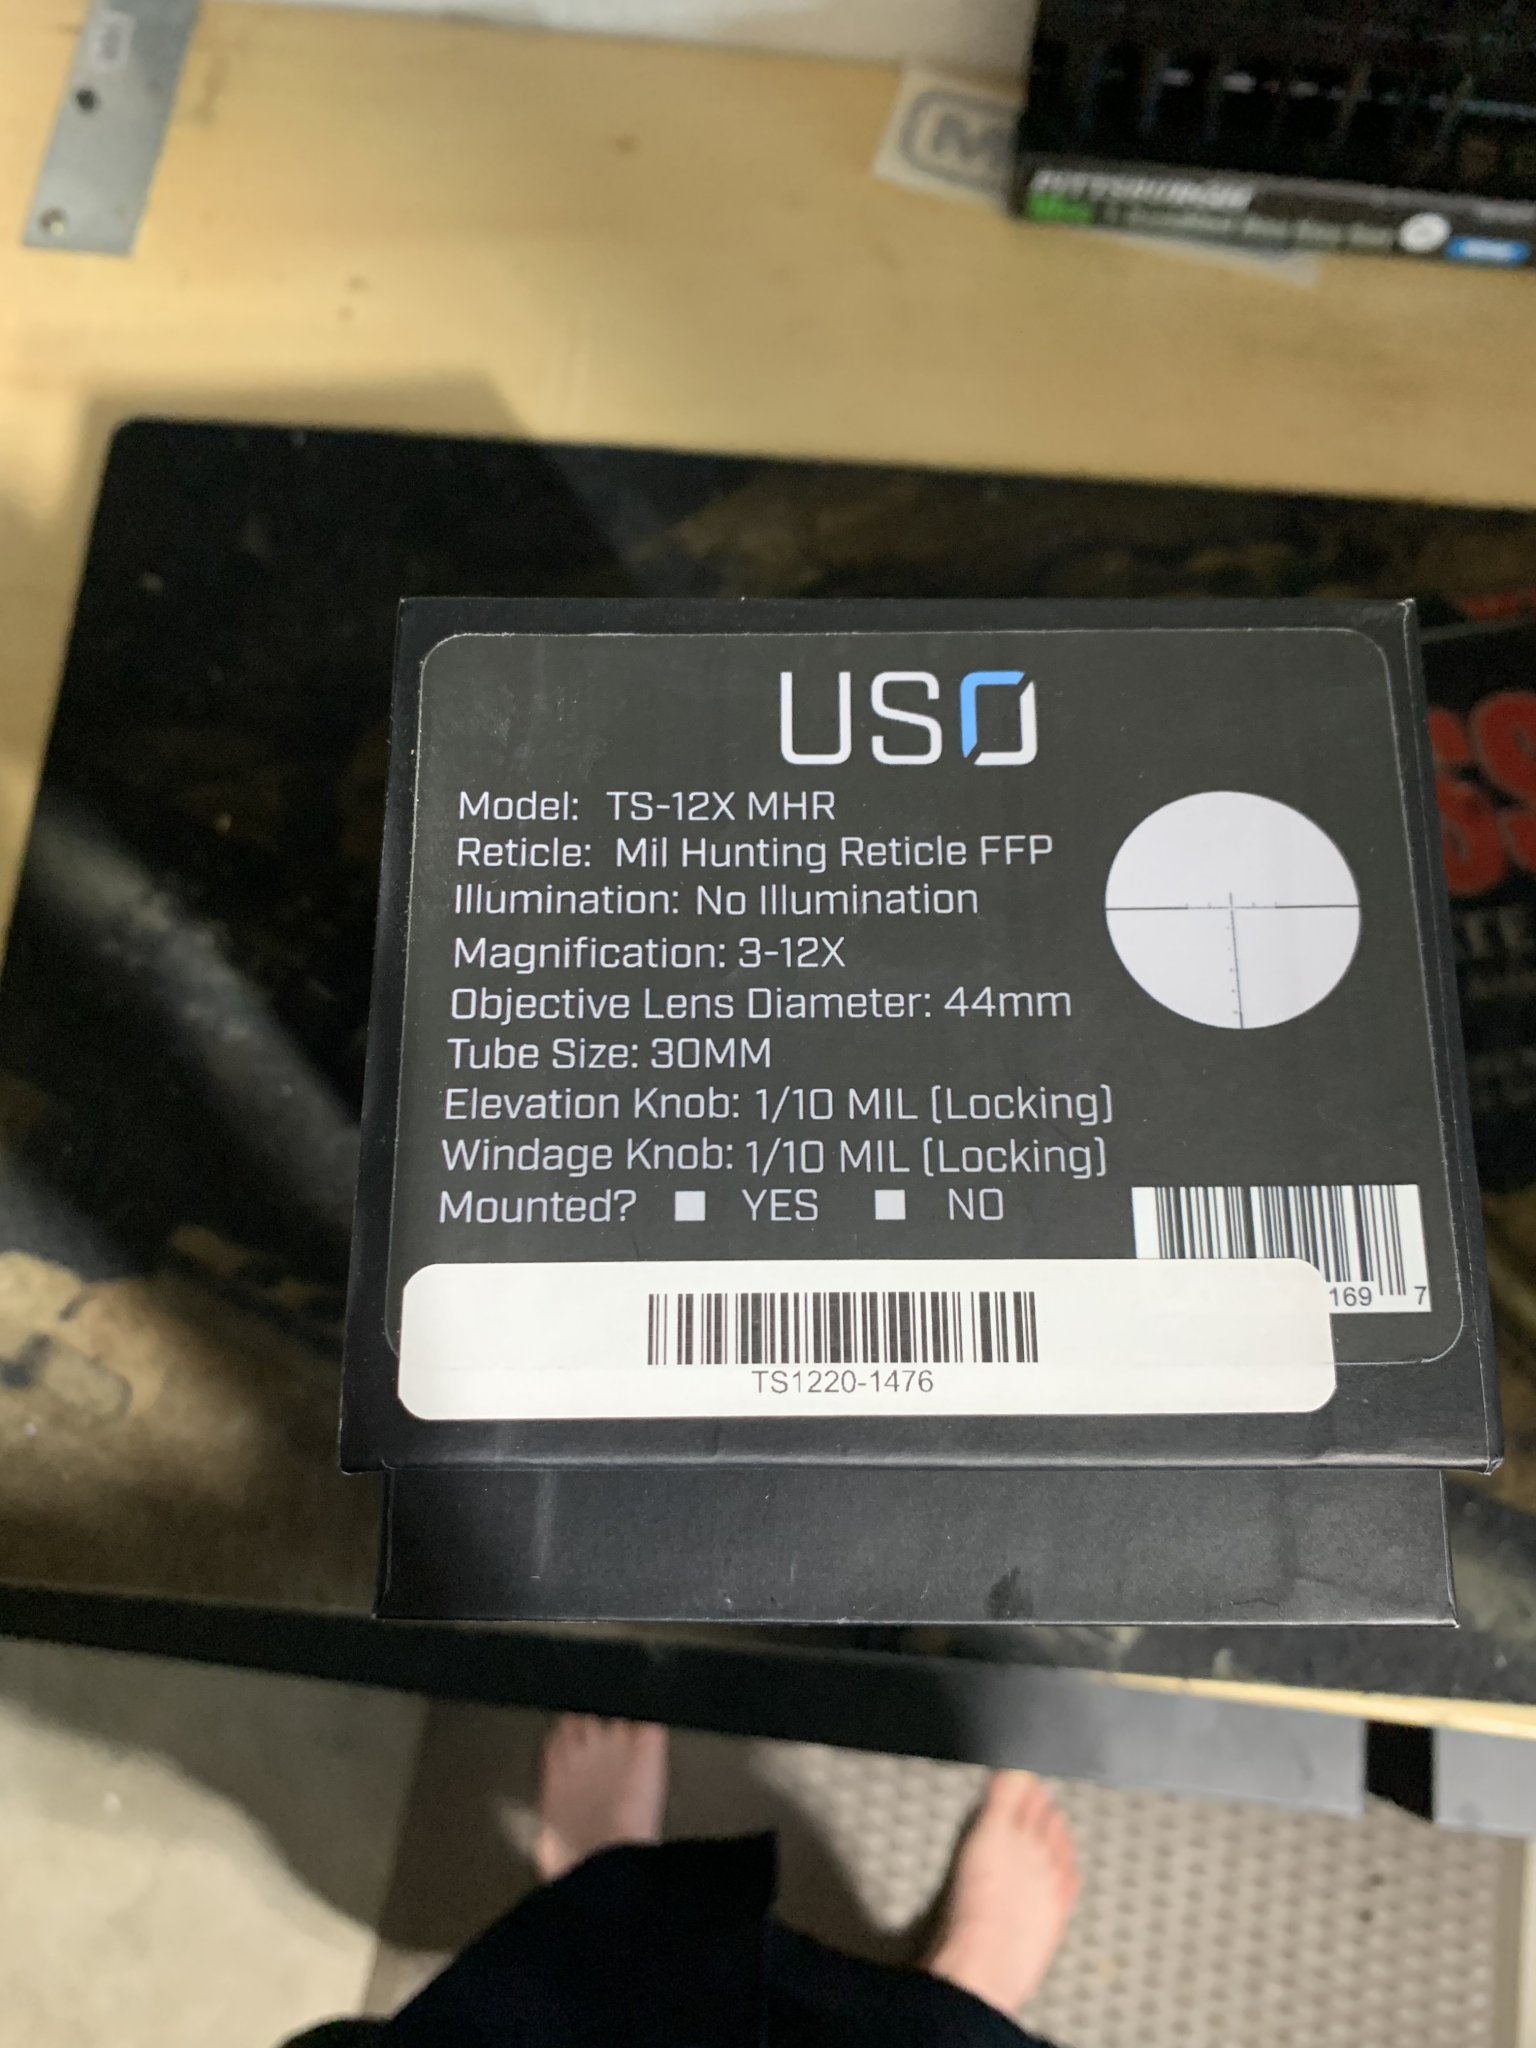 M
PITTSBURGH
USO
Model: TS-12X MHR
Reticle: Mil Hunting Reticle FFP
Illumination: No Illumination
Magnification: 3-12X
Objective Lens Diameter: 44mm
Tube Size: 30MM
Elevation Knob: 1/10 MIL (Locking)
Windage Knob: 1/10 MIL (Locking)
Mounted? YES NO
169 7
TS1220-1476